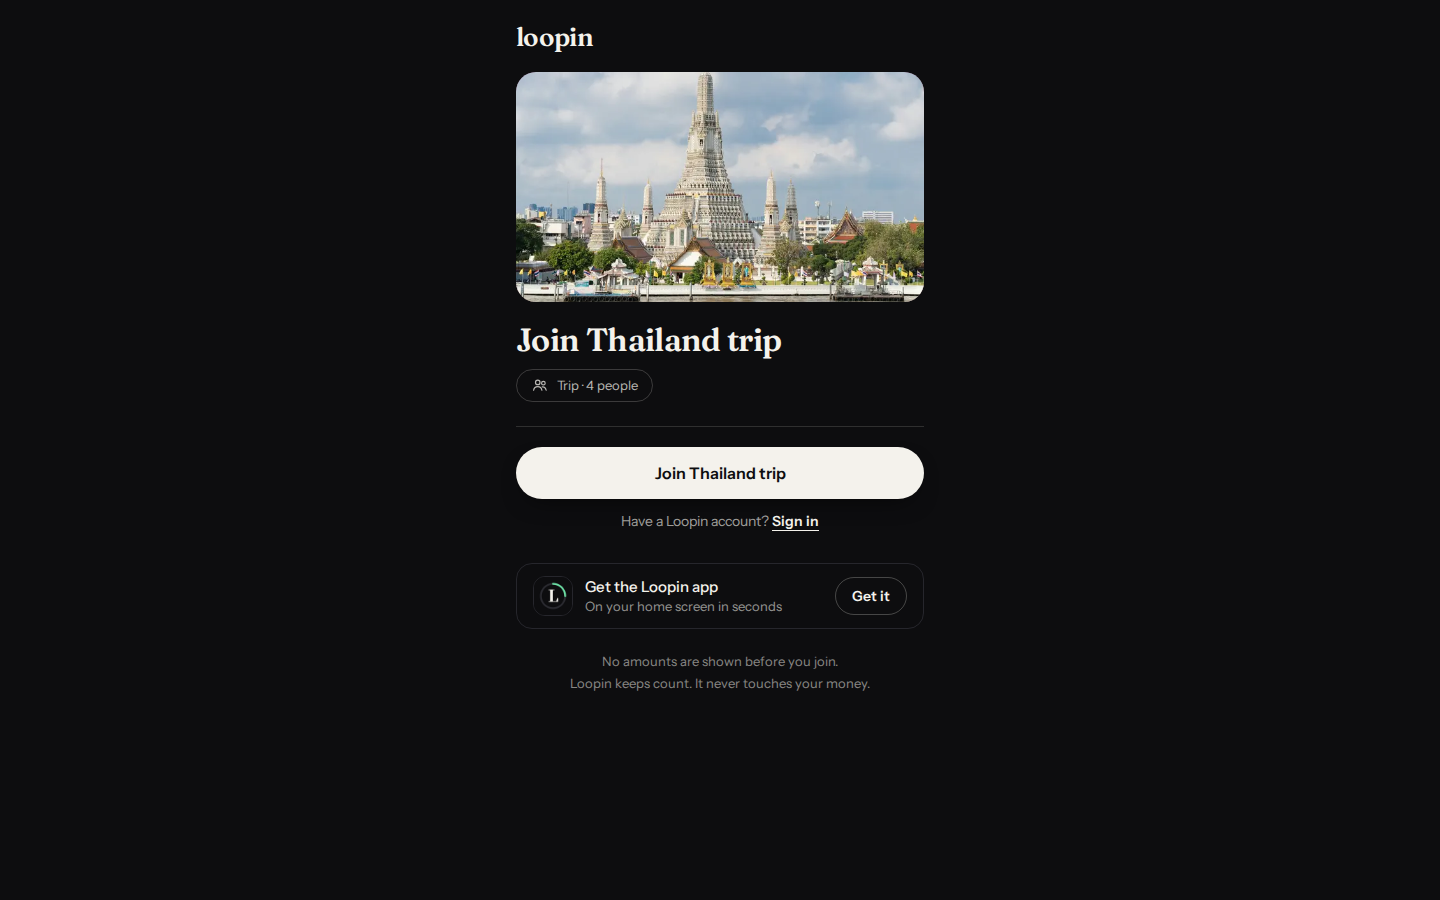 loopin
Join Thailand trip
Trip · 4 people
Join Thailand trip
Have a Loopin account? Sign in
L
Get the Loopin app
On your home screen in seconds
Get it
No amounts are shown before you join.
Loopin keeps count. It never touches your money.